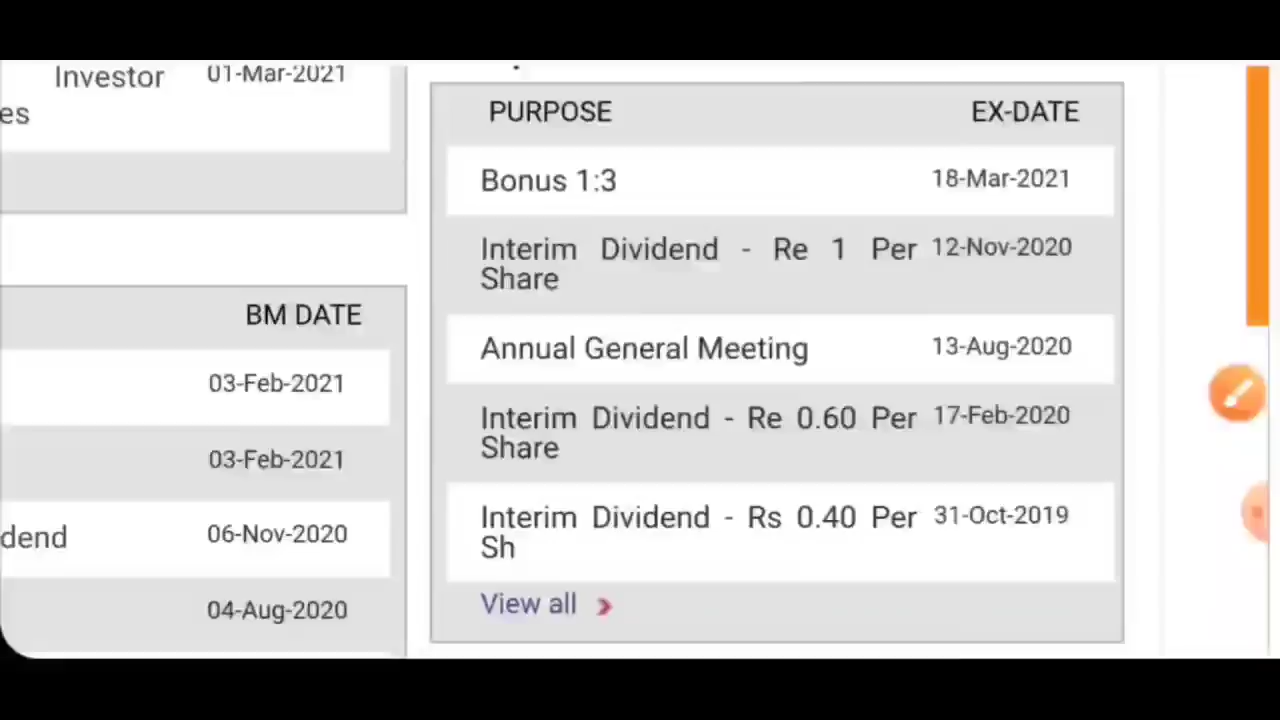 Investor 01-Mar-2021
es
BM DATE
03-Feb-2021
03-Feb-2021
dend 06-Nov-2020
04-Aug-2020
PURPOSE EX-DATE
Bonus 1:3 18-Mar-2021
Interim Dividend - Re 1 Per 12-Nov-2020
Share
Annual General Meeting 13-Aug-2020
Interim Dividend - Re 0.60 Per 17-Feb-2020
Share
Interim Dividend - Rs 0.40 Per 31-Oct-2019
Sh
View all